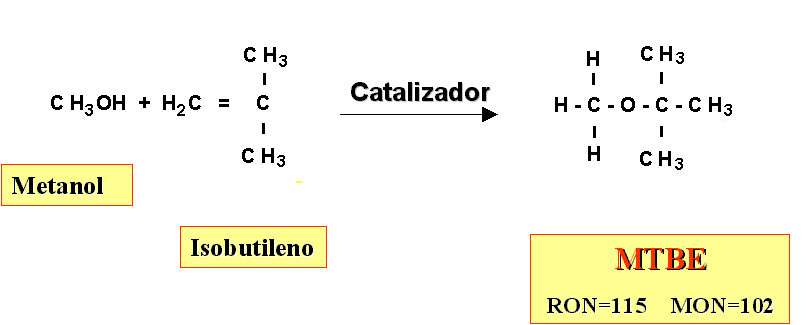 CH3
CH3OH + H2C = C
CH3
Metanol
Isobutileno
Catalizador
H CH3
H - C - O - C - CH3
H CH3
MTBE
RON=115 MON=102